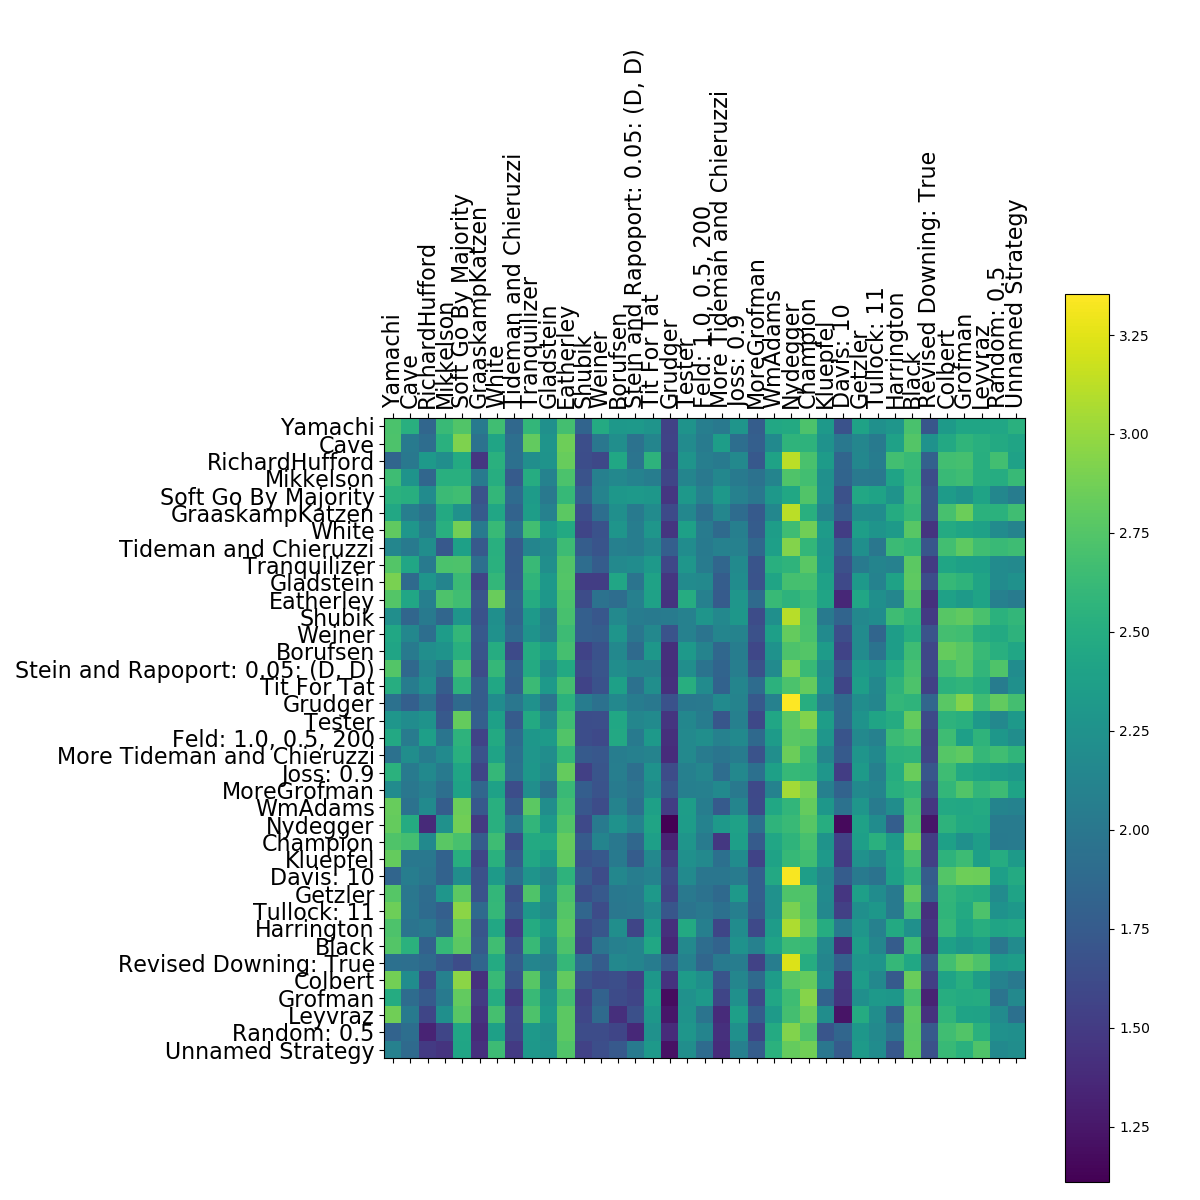 Yamachi
Cave
RichardHufford
Mikkelson
Soft Go By Majority
GraaskampKatzen
White
Tideman and Chieruzzi
Tranquilizer
Gladstein
Eatherley
Shubik
Weiner
Borufsen
Stein and Rapoport: 0.05: (D, D)
Tit For Tat
Grudger
Tester
Feld: 1.0, 0.5, 200
More Tideman and Chieruzzi
Joss: 0.9
MoreGrofman
WmAdams
Nydegger
Champion
Kluepfel
Davis: 10
Getzler
Tullock: 11
Harrington
Black
Revised Downing: True
Colbert
Grofman
Leyvraz
Random: 0.5
Unnamed Strategy
Yamachi
Cave
RichardHufford
Mikkelson
Soft Go By Majority
GraaskampKatzen
White
Tideman and Chieruzzi
Tranquilizer
Gladstein
Eatherley
Shubik
Weiner
Borufsen
Stein and Rapoport: 0.05: (D, D)
Tit For Tat
Grudger
Tester
Feld: 1.0, 0.5, 200
More Tideman and Chieruzzi
Joss: 0.9
MoreGrofman
WmAdams
Nydegger
Champion
Kluepfel
Davis: 10
Getzler
Tullock: 11
Harrington
Black
Revised Downing: True
Colbert
Grofman
Leyvraz
Random: 0.5
Unnamed Strategy
3.25
3.00
2.75
2.50
2.25
2.00
1.75
1.50
1.25